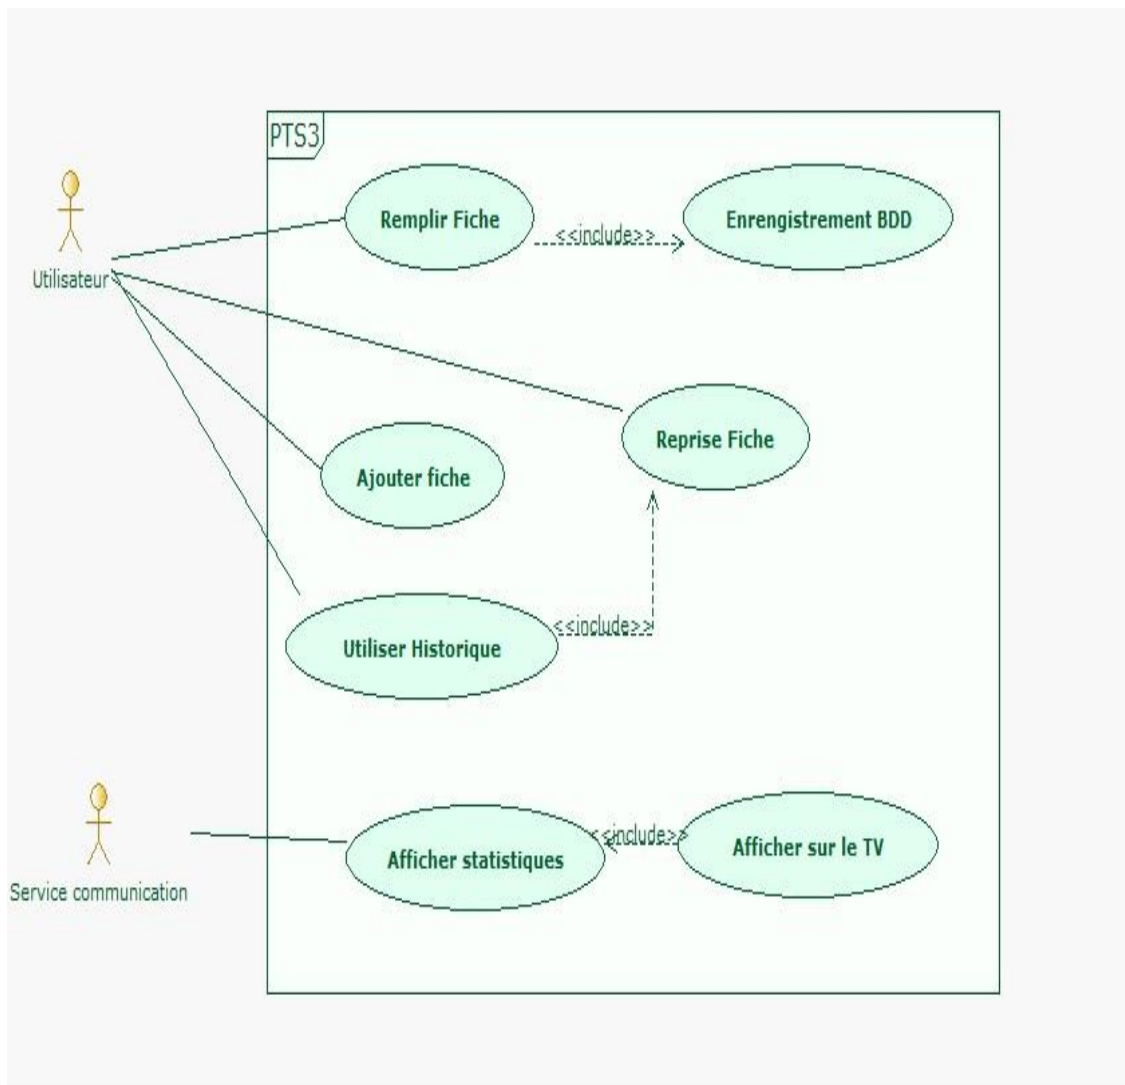 PTS3
Remplir Fiche
<<include>>
Enrengistrement BDD
Utilisateur
Reprise Fiche
Ajouter fiche
<<include>>
Utiliser Historique
<<include>>
Afficher sur le TV
Afficher statistiques
Service communication